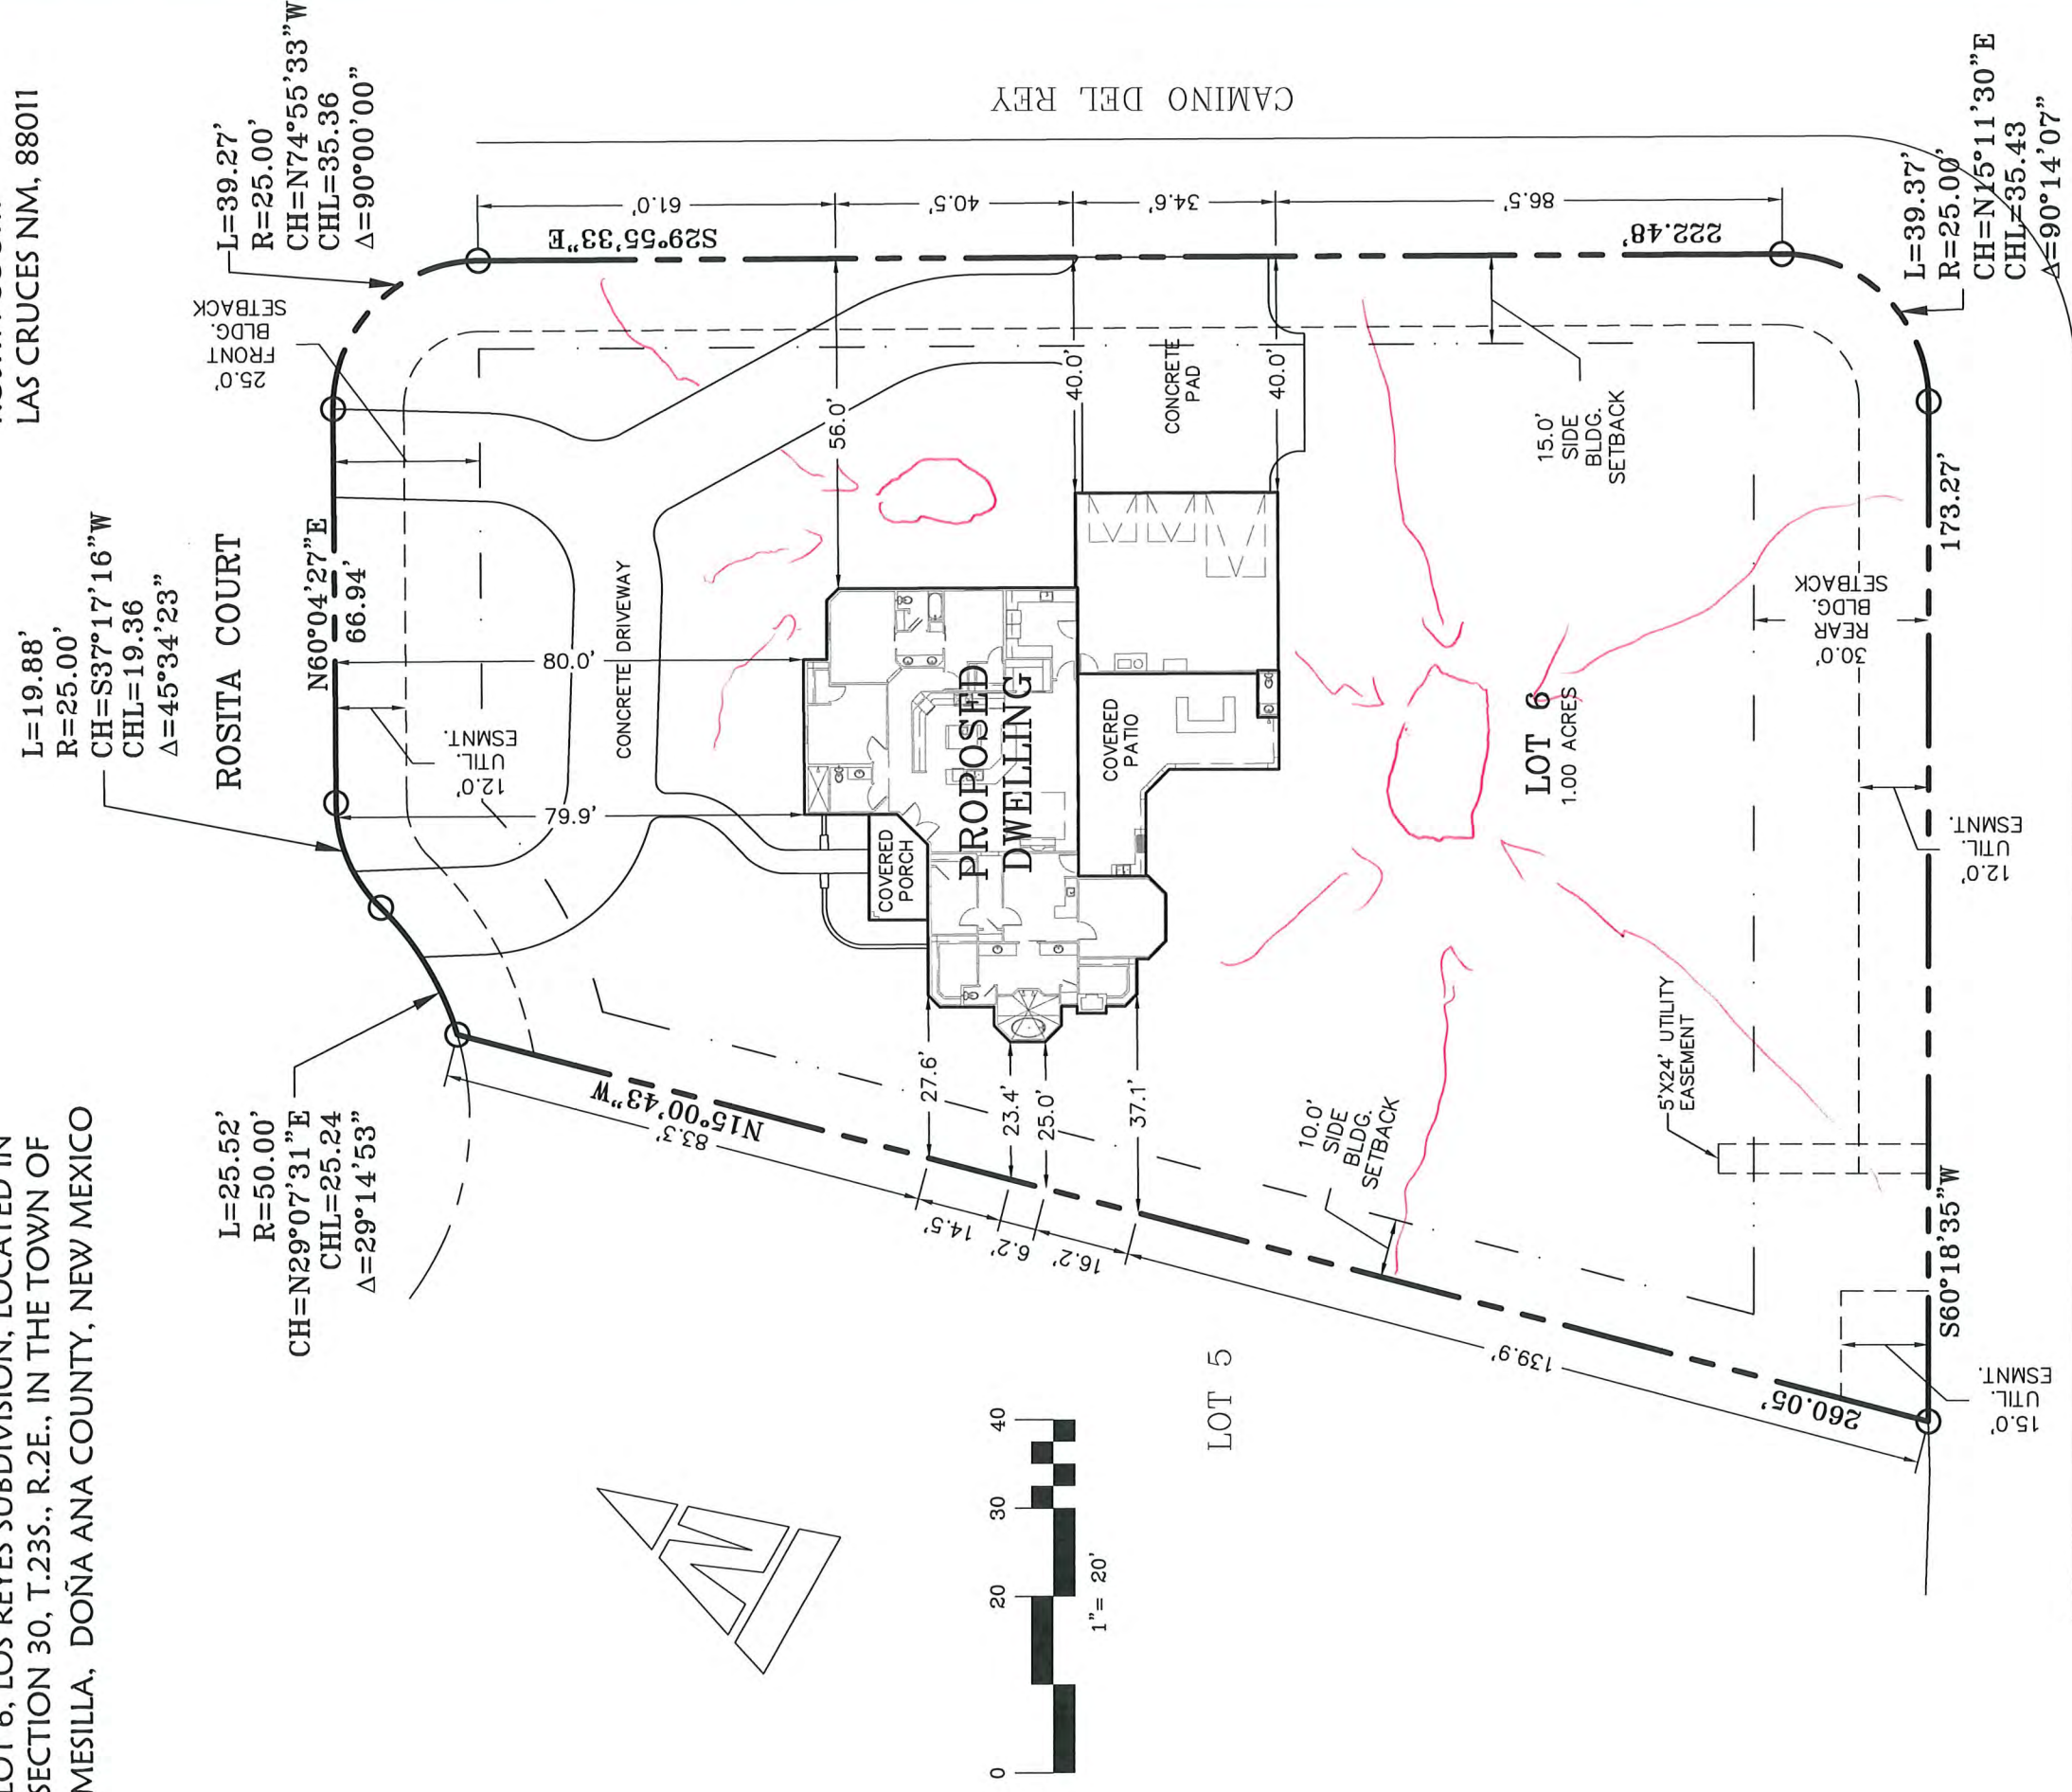 LOT 6, LOS REYES SUBDIVISION, LOCATED IN
SECTION 30, T.23S., R.2E., IN THE TOWN OF
MESILLA, DOÑA ANA COUNTY, NEW MEXICO
LAS CRUCES NM, 88011
L=19.88'
R=25.00'
CH=S37°17'16"W
CHL=19.36
Δ=45°34'23"
ROSITA COURT
L=39.27'
R=25.00'
CH=N74°55'33"W
CHL=35.36
Δ=90°00'00"
25.0'
FRONT
BLDG.
SETBACK
N60°04'27"E
66.94'
L=25.52'
R=50.00'
CH=N29°07'31"E
CHL=25.24
Δ=29°14'53"
12.0'
UTIL.
ESMNT.
80.0'
79.9'
CONCRETE DRIVEWAY
CAMINO DEL REY
61.0'
40.5'
34.6'
86.5'
S29°55'33"E
222.48'
56.0'
40.0'
40.0'
CONCRETE
PAD
COVERED
PORCH
PROPOSED
DWELLING
COVERED
PATIO
15.0'
SIDE
BLDG.
SETBACK
LOT 6
1.00 ACRES
N15°00'43"W
83.3'
27.6'
23.4'
25.0'
37.1'
14.5'
6.2'
16.2'
139.9'
260.05'
10.0'
SIDE
BLDG.
SETBACK
5'X24' UTILITY
EASEMENT
30.0'
REAR
BLDG.
SETBACK
12.0'
UTIL.
ESMNT.
15.0'
UTIL.
ESMNT.
S60°18'35"W
173.27'
L=39.37'
R=25.00'
CH=N15°11'30"E
CHL=35.43
Δ=90°14'07"
LOT 5
N
0
20
30
40
1"= 20'